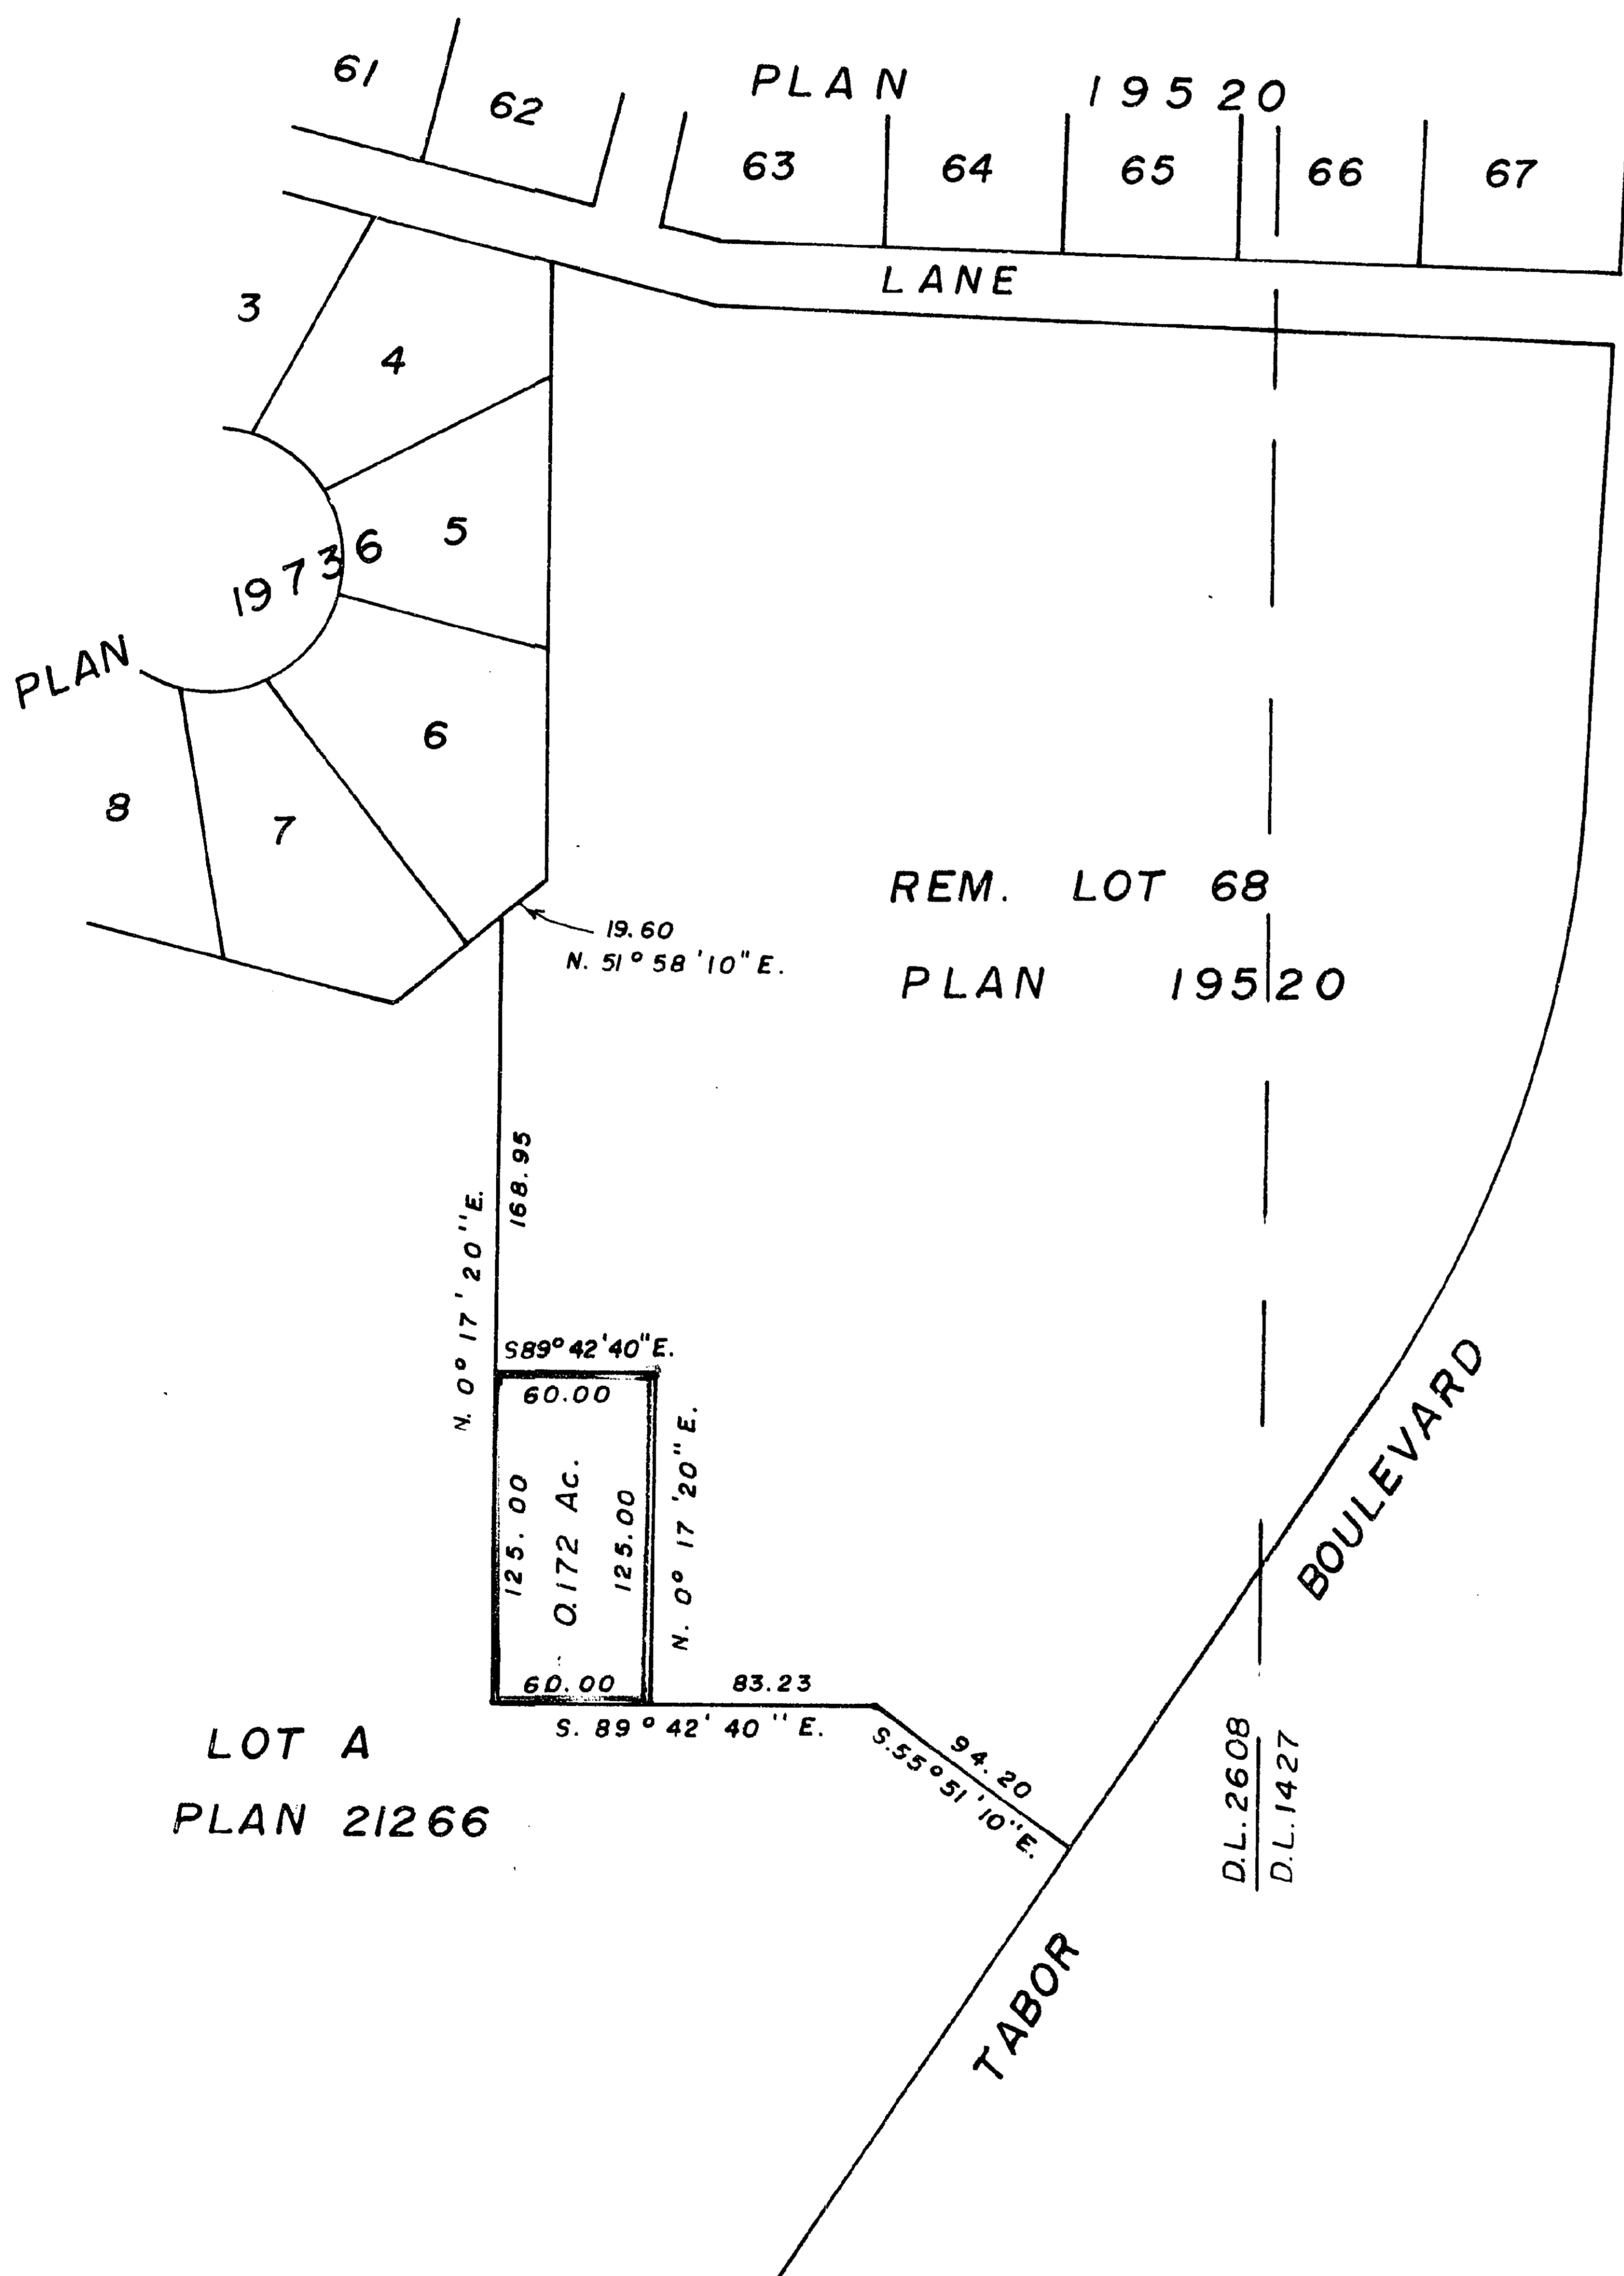 61
62
PLAN 19520
63
64
65
66
67
LANE
3
4
5
PLAN 19736
6
7
8
REM. LOT 68
PLAN 19520
19.60
N. 51° 58' 10" E.
168.95
N. 0° 17' 20" E.
S89° 42' 40" E.
60.00
125.00
0.172 Ac.
125.00
N. 0° 17' 20" E.
60.00
83.23
S. 89° 42' 40" E.
94.20
S. 55° 51' 10" E.
LOT A
PLAN 21266
TABOR BOULEVARD
D.L. 2608
D.L. 1427